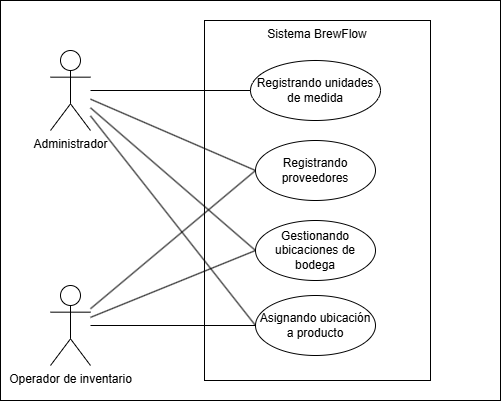 Sistema BrewFlow
Registrando unidades
de medida
Administrador
Registrando
proveedores
Gestionando
ubicaciones de
bodega
Asignando ubicación
a producto
Operador de inventario